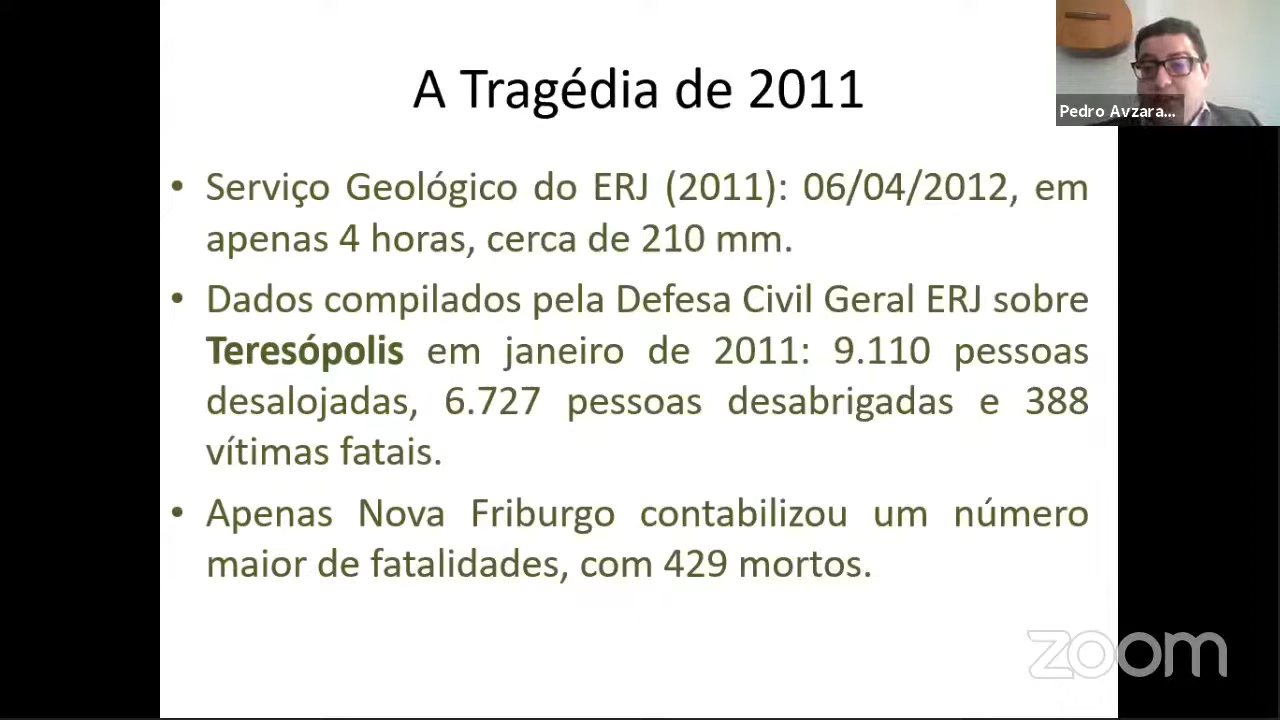 A Tragédia de 2011
Pedro Avzara...
• Serviço Geológico do ERJ (2011): 06/04/2012, em
apenas 4 horas, cerca de 210 mm.
• Dados compilados pela Defesa Civil Geral ERJ sobre
Teresópolis em janeiro de 2011: 9.110 pessoas
desalojadas, 6.727 pessoas desabrigadas e 388
vítimas fatais.
• Apenas Nova Friburgo contabilizou um número
maior de fatalidades, com 429 mortos.
zoom